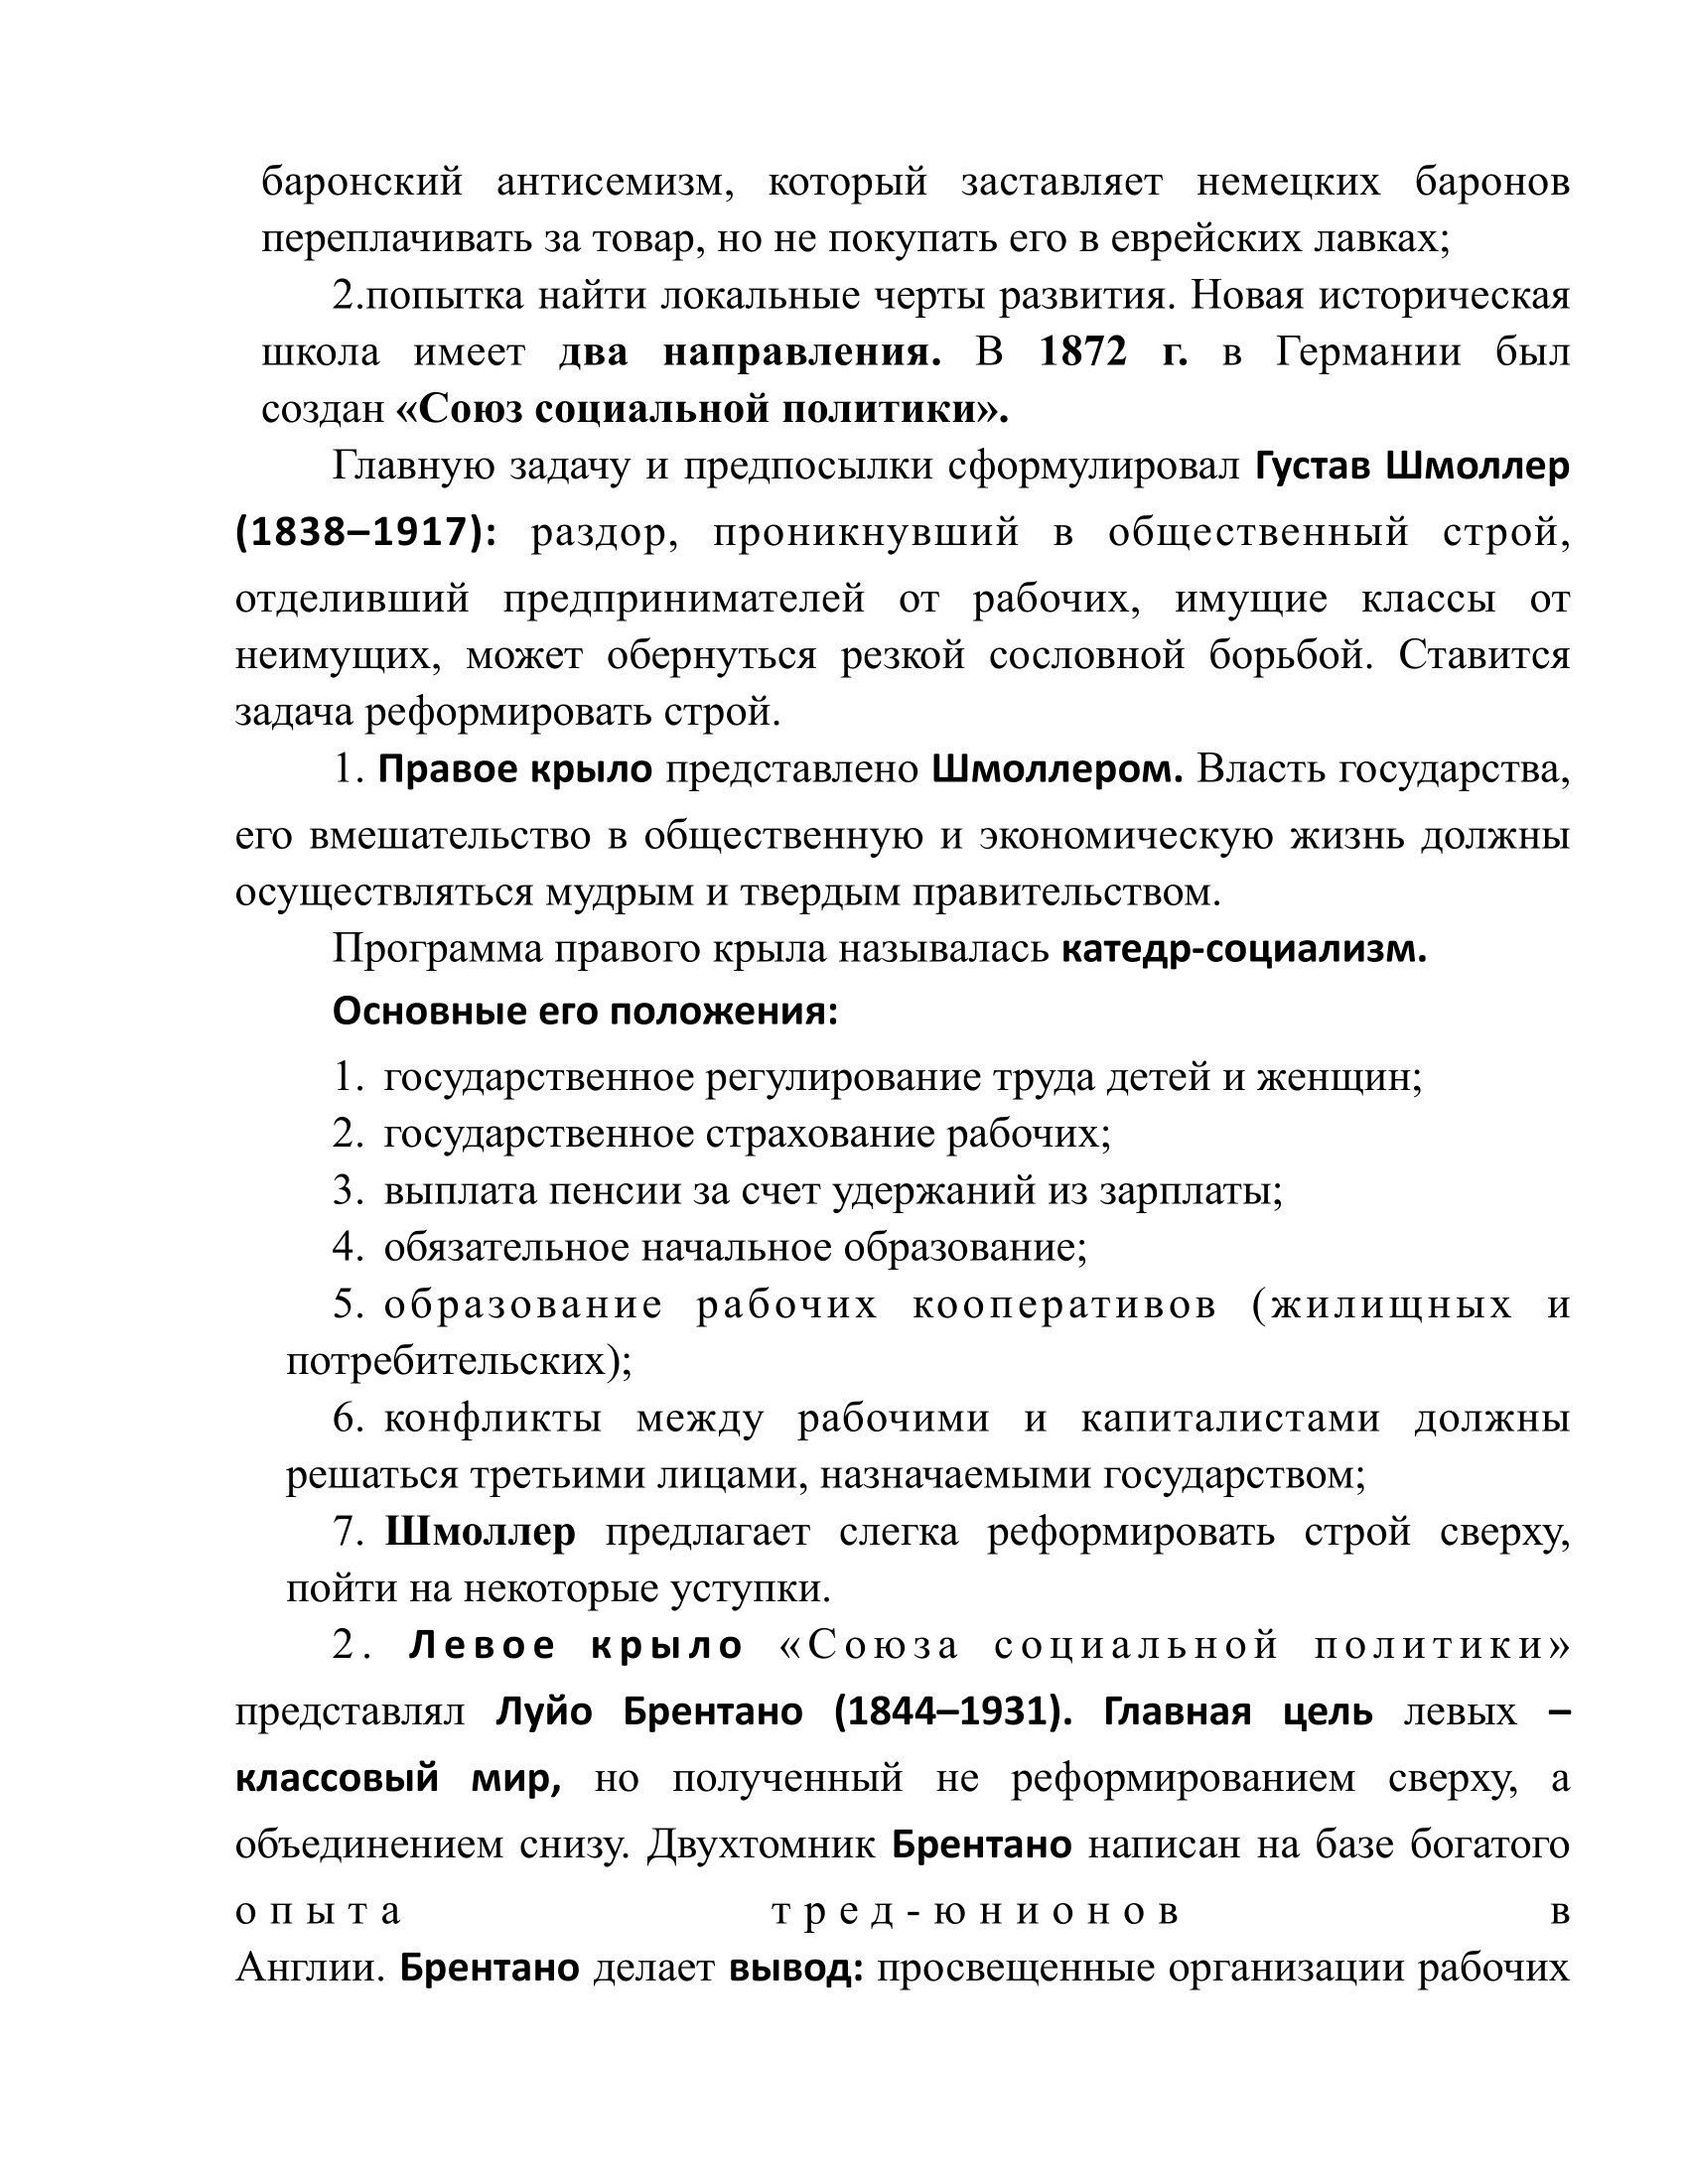 баронский антисемизм, который заставляет немецких баронов
переплачивать за товар, но не покупать его в еврейских лавках;
2.попытка найти локальные черты развития. Новая историческая
школа имеет два направления. В 1872 г. в Германии был
создан «Союз социальной политики».
Главную задачу и предпосылки сформулировал Густав Шмоллер
(1838–1917): раздор, проникнувший в общественный строй,
отделивший предпринимателей от рабочих, имущие классы от
неимущих, может обернуться резкой сословной борьбой. Ставится
задача реформировать строй.
1. Правое крыло представлено Шмоллером. Власть государства,
его вмешательство в общественную и экономическую жизнь должны
осуществляться мудрым и твердым правительством.
Программа правого крыла называлась катедр-социализм.
Основные его положения:
1. государственное регулирование труда детей и женщин;
2. государственное страхование рабочих;
3. выплата пенсии за счет удержаний из зарплаты;
4. обязательное начальное образование;
5. образование рабочих кооперативов (жилищных и
потребительских);
6. конфликты между рабочими и капиталистами должны
решаться третьими лицами, назначаемыми государством;
7. Шмоллер предлагает слегка реформировать строй сверху,
пойти на некоторые уступки.
2. Левое крыло «Союза социальной политики»
представлял Луйо Брентано (1844–1931). Главная цель левых –
классовый мир, но полученный не реформированием сверху, а
объединением снизу. Двухтомник Брентано написан на базе богатого
опыта тред-юнионов в
Англии. Брентано делает вывод: просвещенные организации рабочих